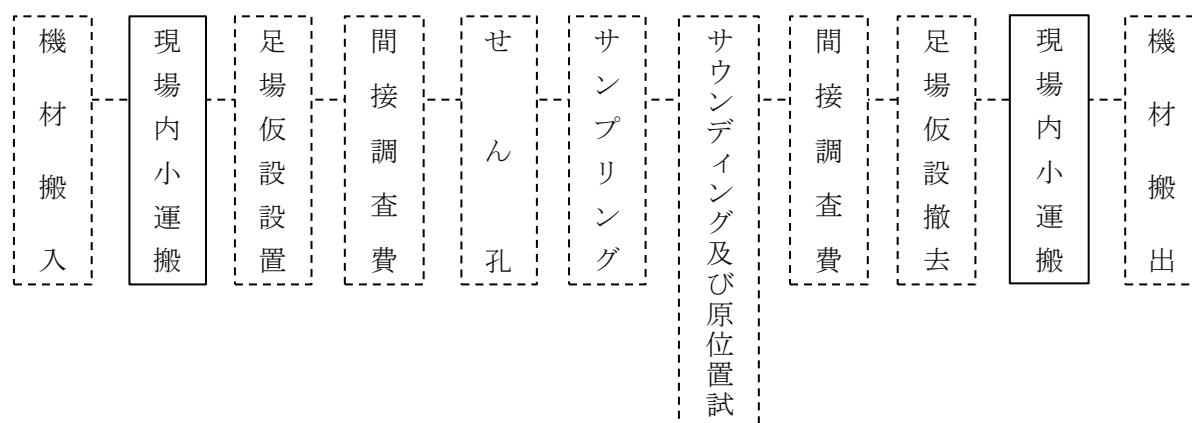 機材搬入
現場内小運搬
足場仮設設置
間接調査費
せん孔
サンプリング
サウンディング及び原位置試
間接調査費
足場仮設撤去
現場内小運搬
機材搬出